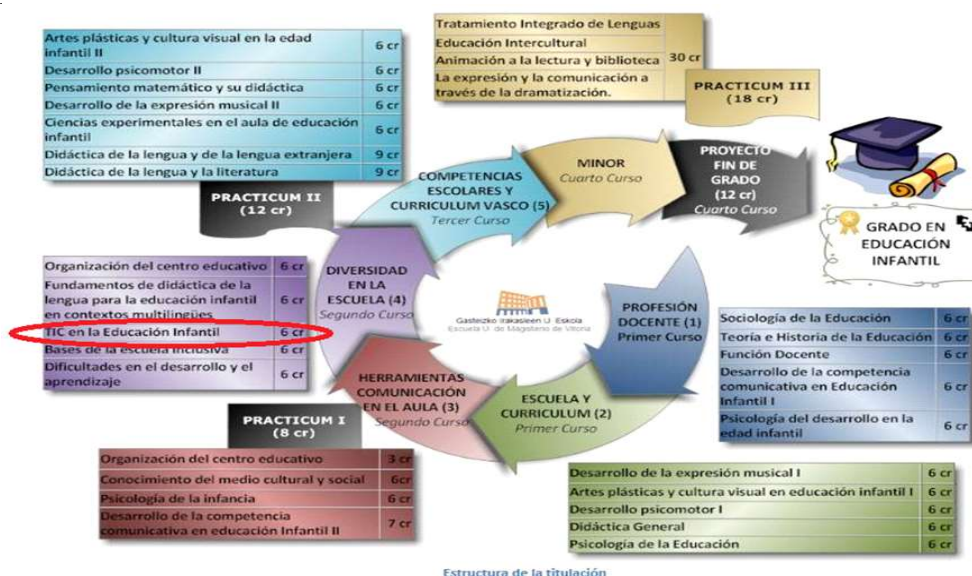 Artes plásticas y cultura visual en la edad
infantil II
6 cr
Desarrollo psicomotor II
6 cr
Pensamiento matemático y su didáctica
6 cr
Desarrollo de la expresión musical II
6 cr
Ciencias experimentales en el aula de educación
infantil
6 cr
Didáctica de la lengua y de la lengua extranjera
9 cr
Didáctica de la lengua y la literatura
9 cr
PRACTICUM II
(12 cr)
Tratamiento Integrado de Lenguas
Educación Intercultural
Animación a la lectura y biblioteca
La expresión y la comunicación a
través de la dramatización.
30 cr
PRACTICUM III
(18 cr)
COMPETENCIAS
ESCOLARES Y
CURRICULUM VASCO (5)
Tercer Curso
MINOR
Cuarto Curso
PROYECTO
FIN DE
GRADO
(12 cr)
Cuarto Curso
GRADO EN
EDUCACIÓN
INFANTIL
Organización del centro educativo
6 cr
Fundamentos de didáctica de la
lengua para la educación infantil
en contextos multilingües
6 cr
TIC en la Educación Infantil
6 cr
Bases de la escuela inclusiva
6 cr
Dificultades en el desarrollo y el
aprendizaje
6 cr
DIVERSIDAD
EN LA
ESCUELA (4)
Segundo Curso
Gasteizko Irakasleen U. Eskola
Escuela U. de Magisterio de Vitoria
PROFESIÓN
DOCENTE (1)
Primer Curso
Sociología de la Educación
6 cr
Teoría e Historia de la Educación
6 cr
Función Docente
6 cr
Desarrollo de la competencia
comunicativa en Educación
Infantil I
6 cr
Psicología del desarrollo en la
edad infantil
6 cr
HERRAMIENTAS
COMUNICACIÓN
EN EL AULA (3)
Segundo Curso
ESCUELA Y
CURRICULUM (2)
Primer Curso
PRACTICUM I
(8 cr)
Organización del centro educativo
3 cr
Conocimiento del medio cultural y social
6cr
Psicología de la infancia
6 cr
Desarrollo de la competencia
comunicativa en educación Infantil II
7 cr
Desarrollo de la expresión musical I
6 cr
Artes plásticas y cultura visual en educación infantil I
6 cr
Desarrollo psicomotor I
6 cr
Didáctica General
6 cr
Psicología de la Educación
6 cr
Estructura de la titulación